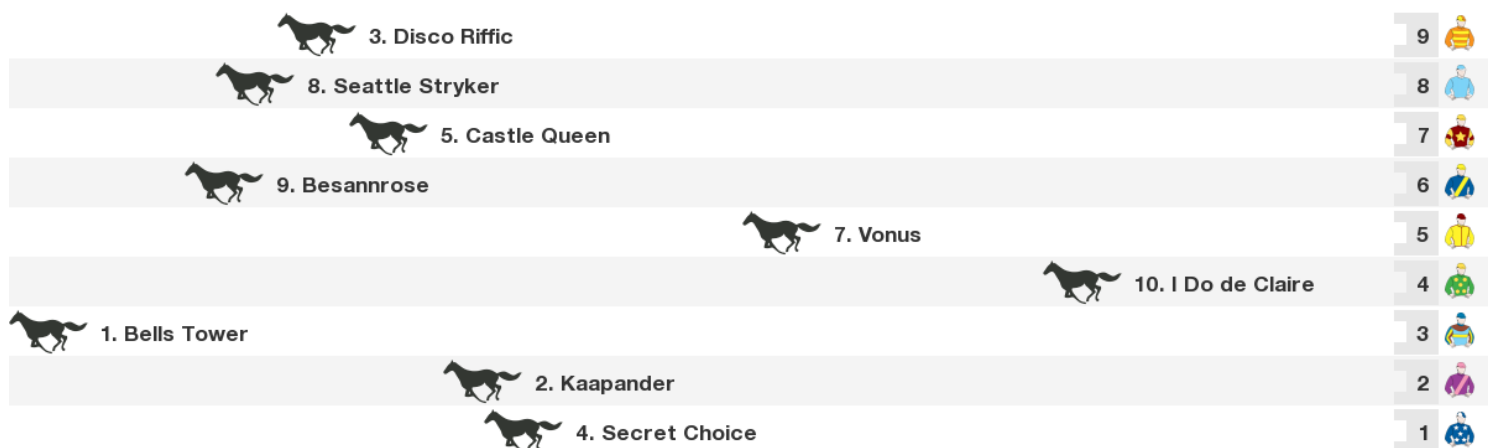 3. Disco Riffic 9
8. Seattle Stryker 8
5. Castle Queen 7
9. Besannrose 6
7. Vonus 5
10. I Do de Claire 4
1. Bells Tower 3
2. Kaapander 2
4. Secret Choice 1